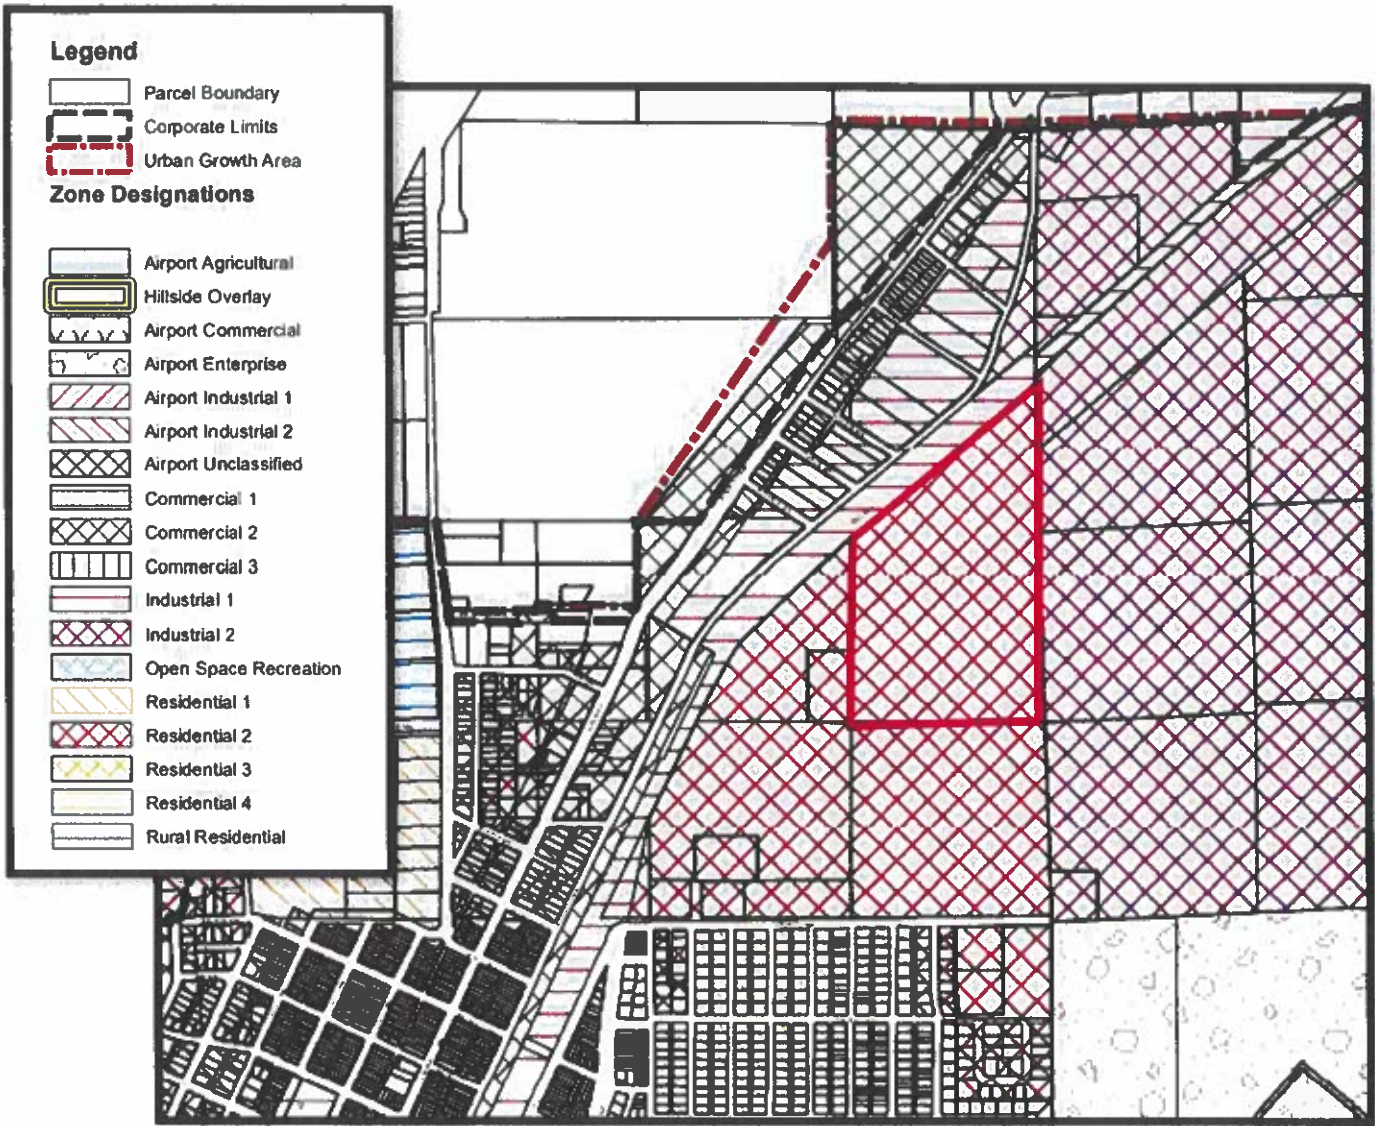 Legend
Parcel Boundary
Corporate Limits
Urban Growth Area
Zone Designations
Airport Agricultural
Hillside Overlay
Airport Commercial
Airport Enterprise
Airport Industrial 1
Airport Industrial 2
Airport Unclassified
Commercial 1
Commercial 2
Commercial 3
Industrial 1
Industrial 2
Open Space Recreation
Residential 1
Residential 2
Residential 3
Residential 4
Rural Residential